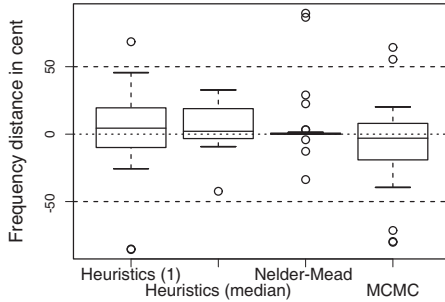 Frequency distance in cent
50
0
-50
Heuristics (1)
Nelder-Mead
Heuristics (median)
MCMC